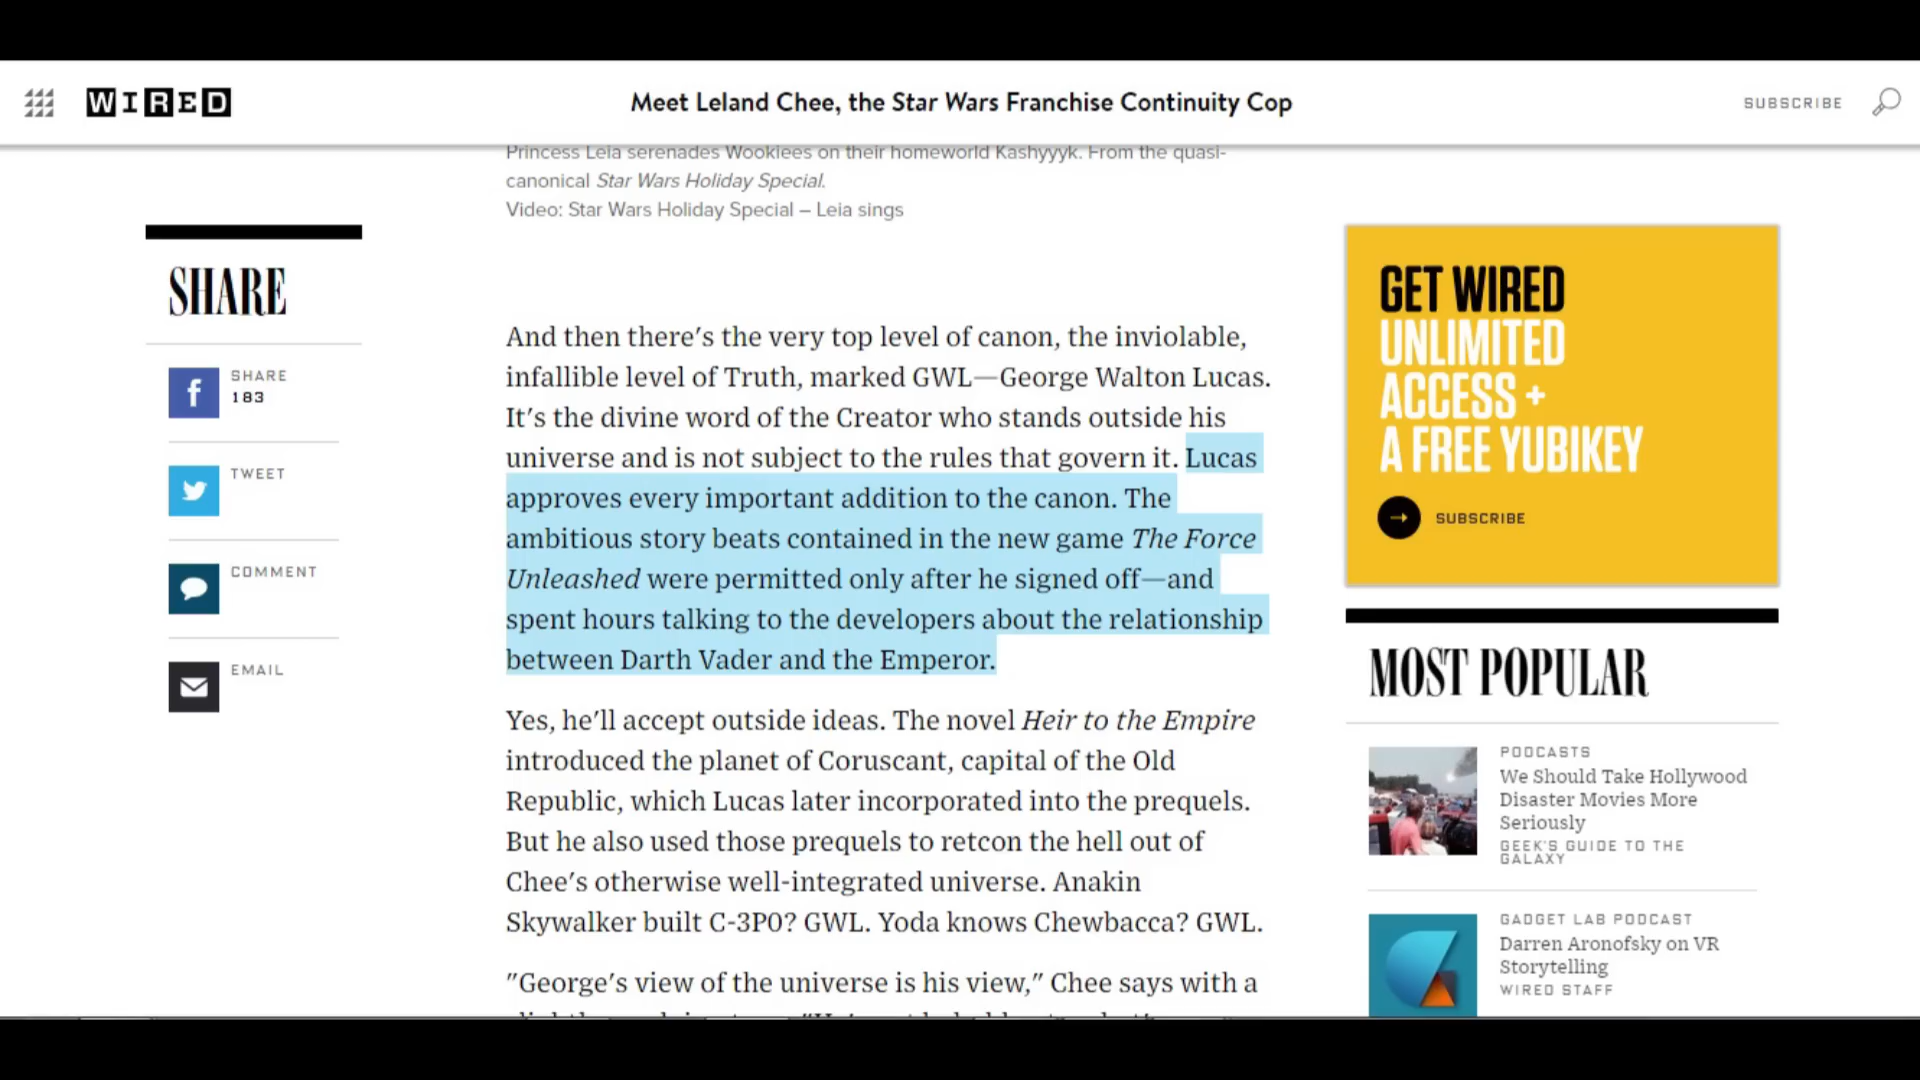 WIRED
Meet Leland Chee, the Star Wars Franchise Continuity Cop
SUBSCRIBE
Princess Leia serenades Wookiees on their homeworld Kashyyyk. From the quasi-
canonical Star Wars Holiday Special.
Video: Star Wars Holiday Special – Leia sings
SHARE
SHARE
183
TWEET
COMMENT
EMAIL
And then there's the very top level of canon, the inviolable,
infallible level of Truth, marked GWL—George Walton Lucas.
It's the divine word of the Creator who stands outside his
universe and is not subject to the rules that govern it. Lucas
approves every important addition to the canon. The
ambitious story beats contained in the new game The Force
Unleashed were permitted only after he signed off—and
spent hours talking to the developers about the relationship
between Darth Vader and the Emperor.
Yes, he'll accept outside ideas. The novel Heir to the Empire
introduced the planet of Coruscant, capital of the Old
Republic, which Lucas later incorporated into the prequels.
But he also used those prequels to retcon the hell out of
Chee's otherwise well-integrated universe. Anakin
Skywalker built C-3P0? GWL. Yoda knows Chewbacca? GWL.
"George's view of the universe is his view," Chee says with a
GET WIRED
UNLIMITED
ACCESS +
A FREE YUBIKEY
SUBSCRIBE
MOST POPULAR
PODCASTS
We Should Take Hollywood
Disaster Movies More
Seriously
GEEK'S GUIDE TO THE
GALAXY
GADGET LAB PODCAST
Darren Aronofsky on VR
Storytelling
WIRED STAFF